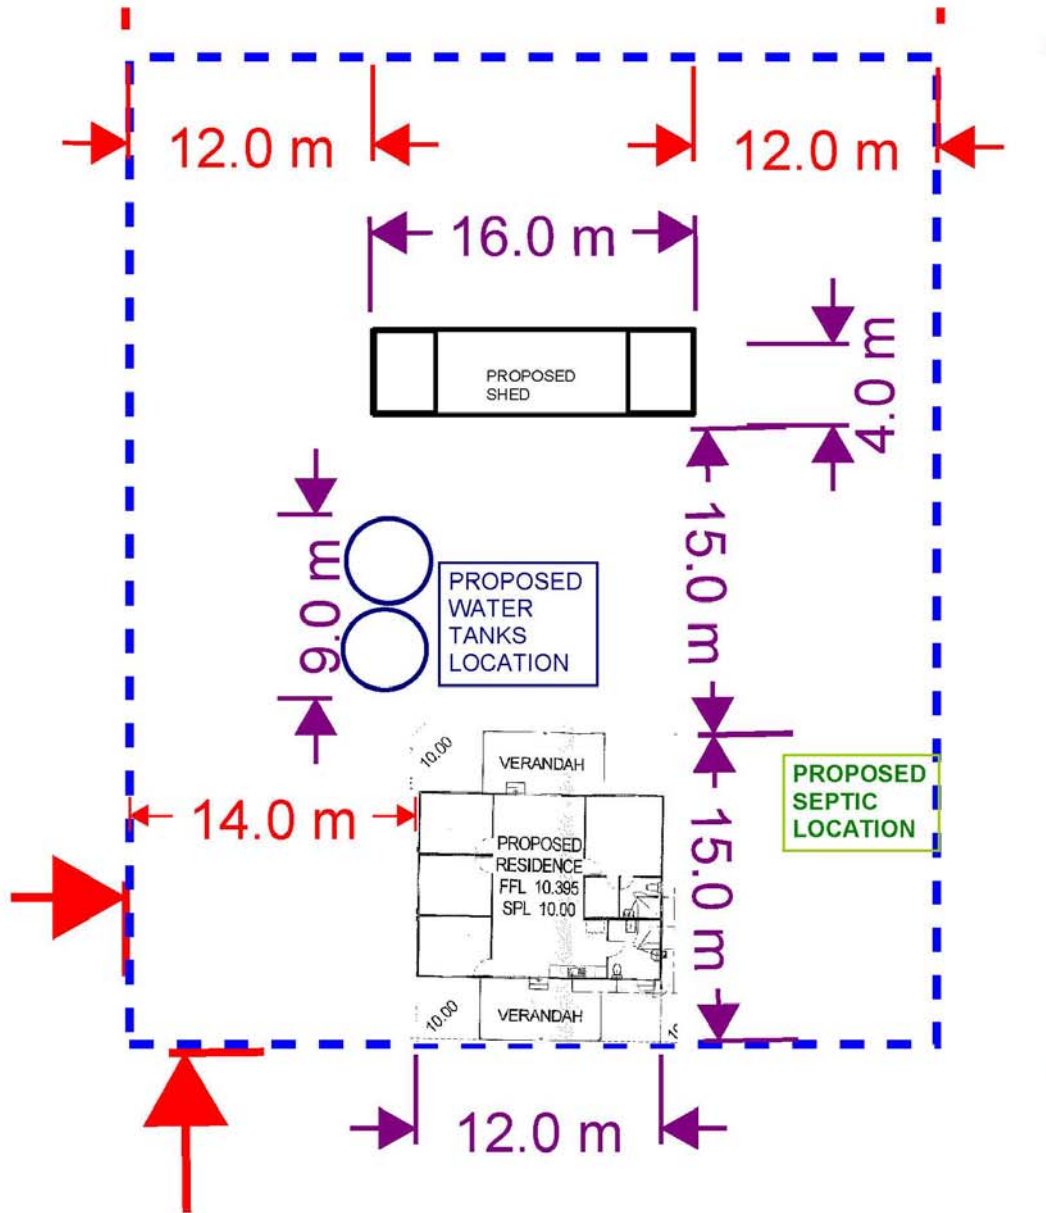 12.0 m
12.0 m
16.0 m
4.0 m
PROPOSED
SHED
15.0 m
9.0 m
PROPOSED
WATER
TANKS
LOCATION
10.00
VERANDAH
PROPOSED
SEPTIC
LOCATION
14.0 m
PROPOSED
RESIDENCE
FFL 10.395
SPL 10.00
15.0 m
10.00
VERANDAH
12.0 m